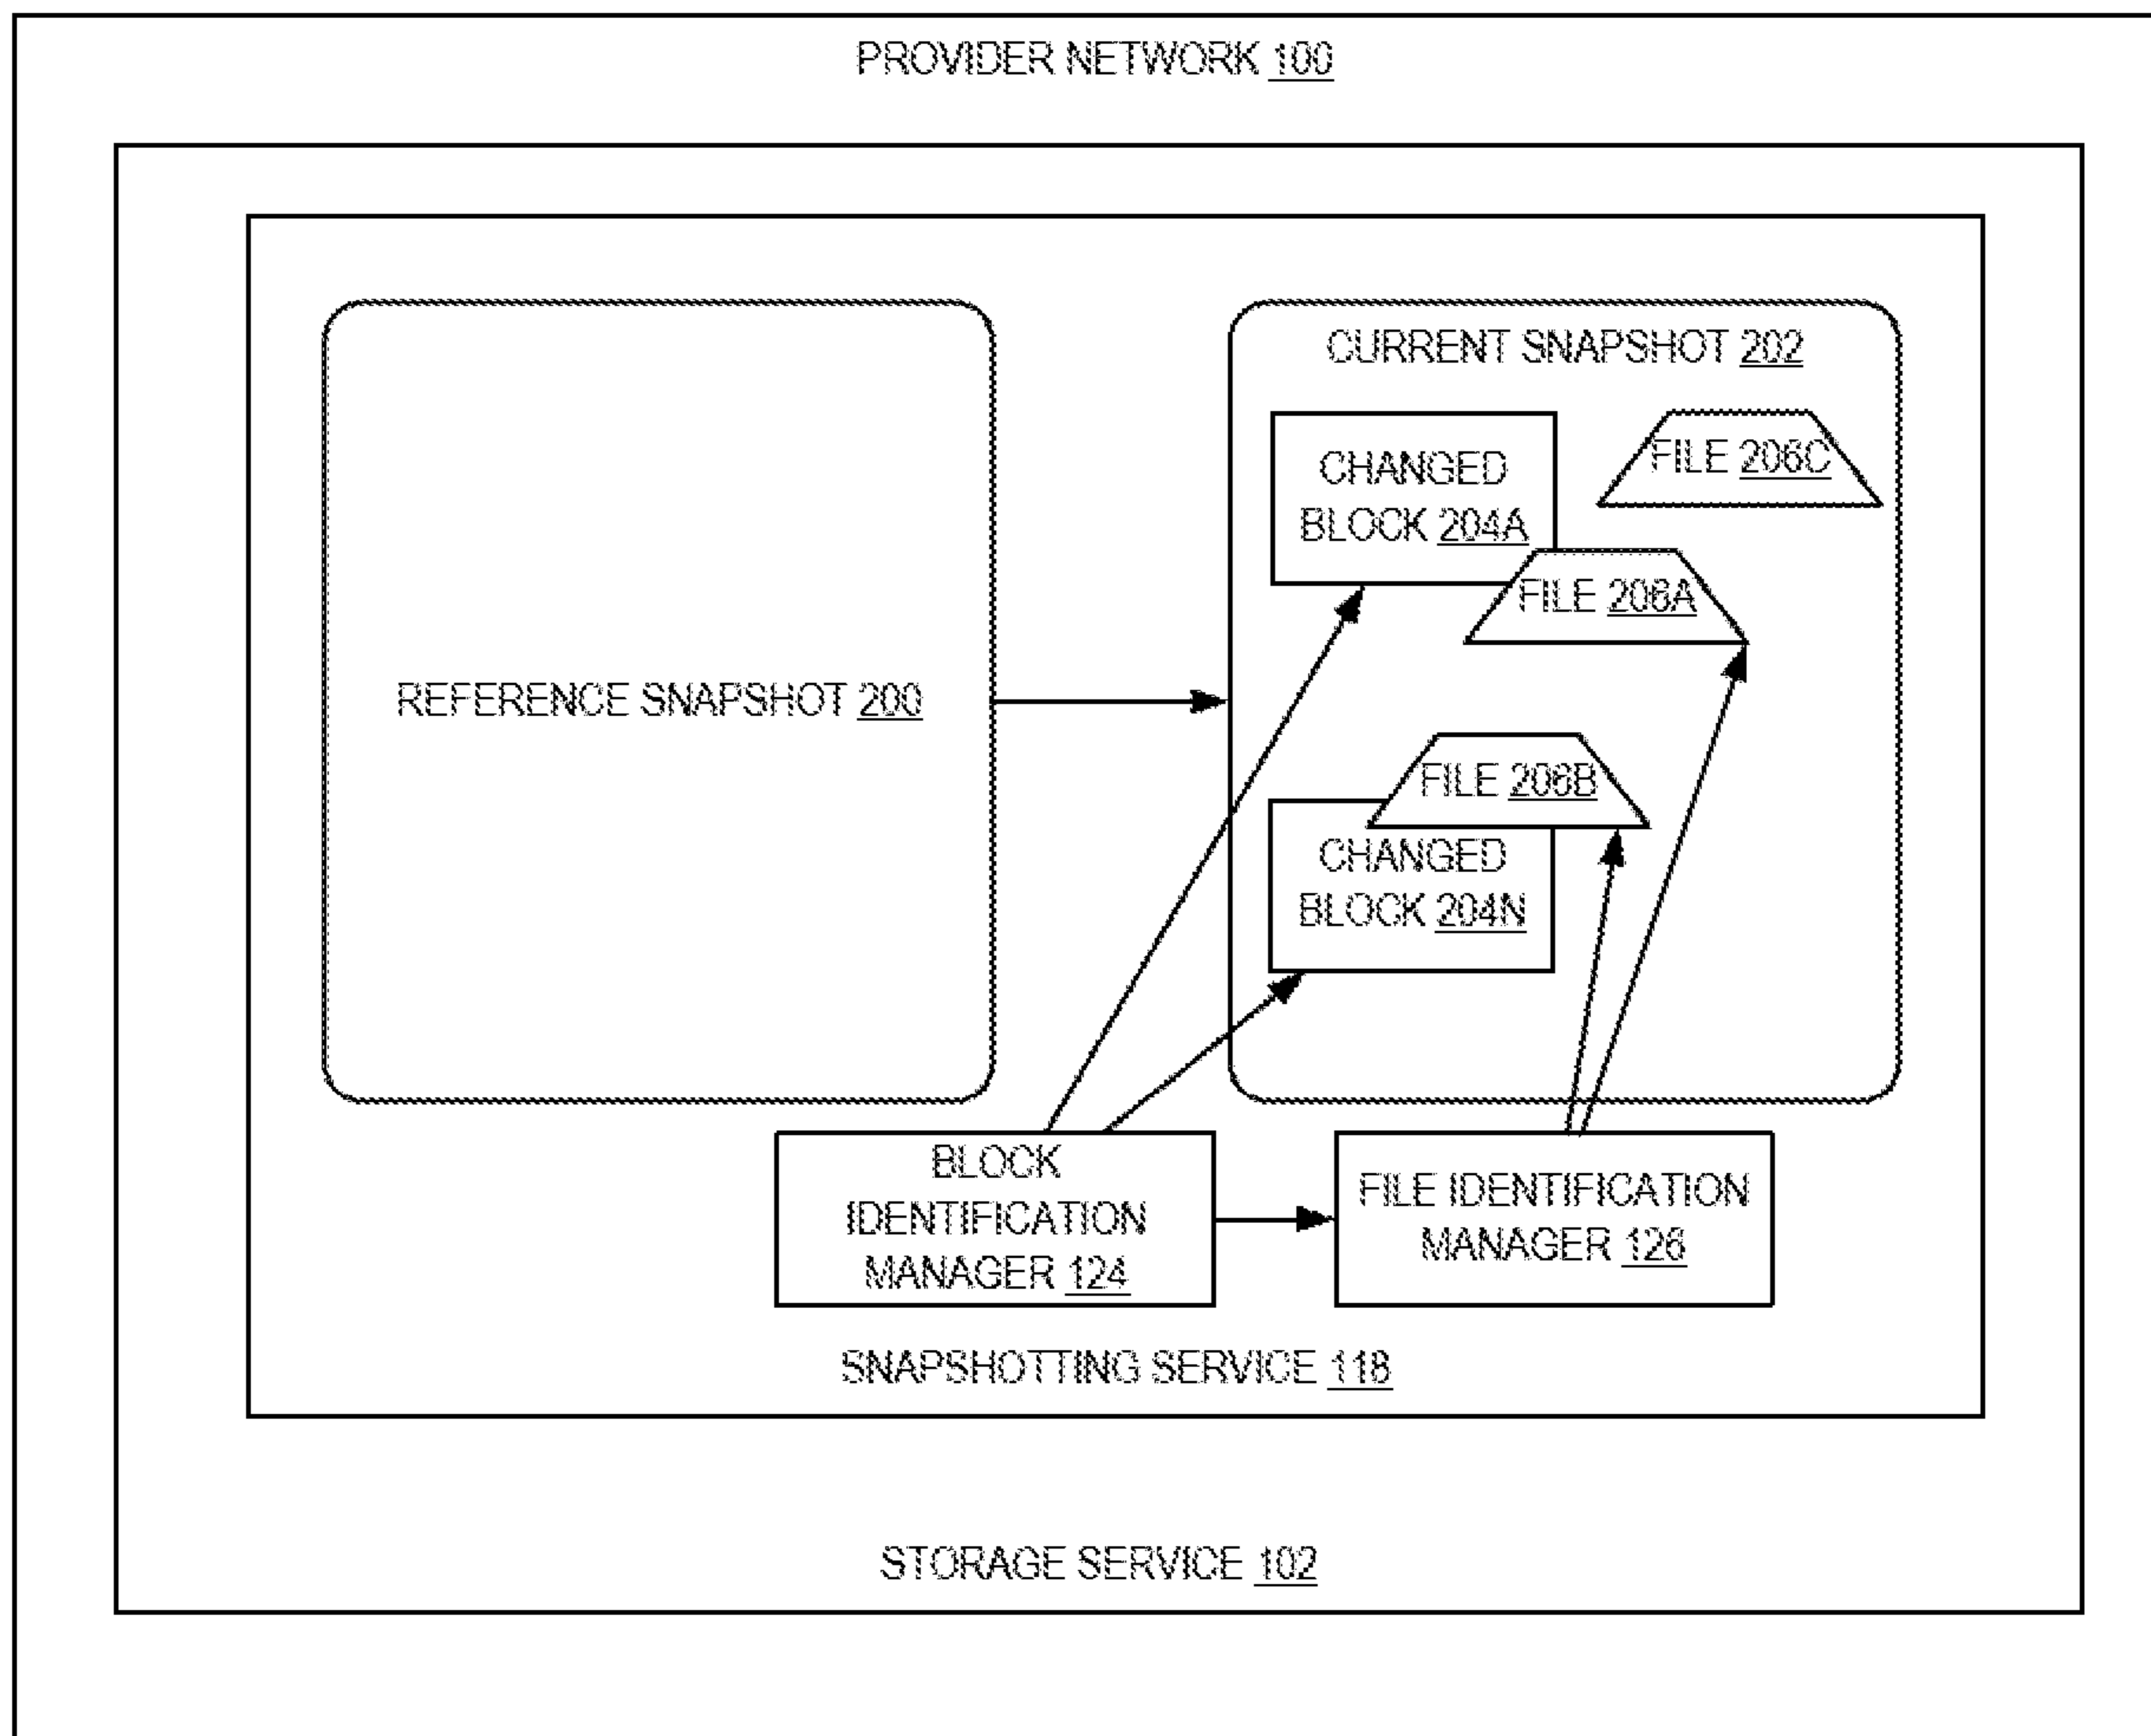 PROVIDER NETWORK 100
CURRENT SNAPSHOT 202
FILE 206C
CHANGED
BLOCK 204A
FILE 206A
REFERENCE SNAPSHOT 200
FILE 206B
CHANGED
BLOCK 204N
BLOCK
IDENTIFICATION
MANAGER 124
FILE IDENTIFICATION
MANAGER 126
SNAPSHOTTING SERVICE 118
STORAGE SERVICE 102